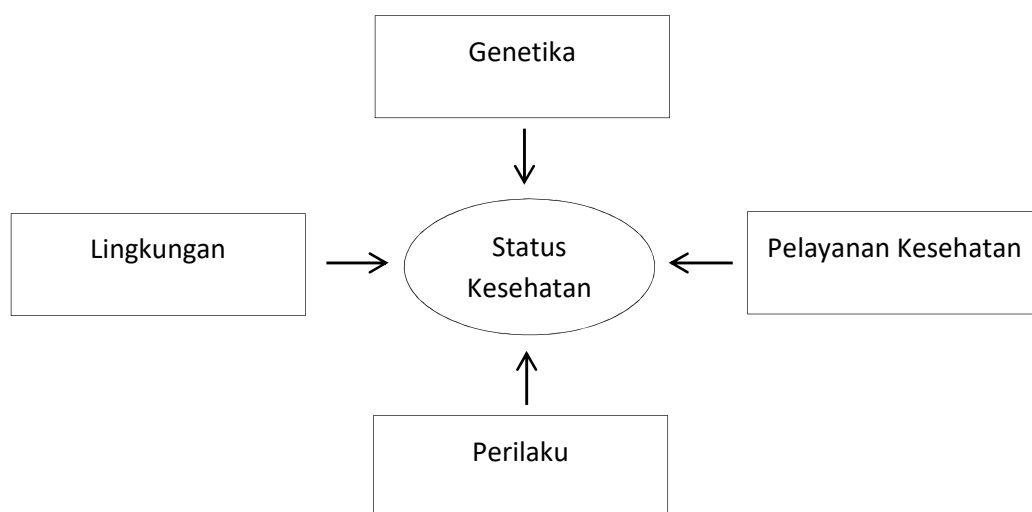 Genetika
Lingkungan
Status
Kesehatan
Pelayanan Kesehatan
Perilaku